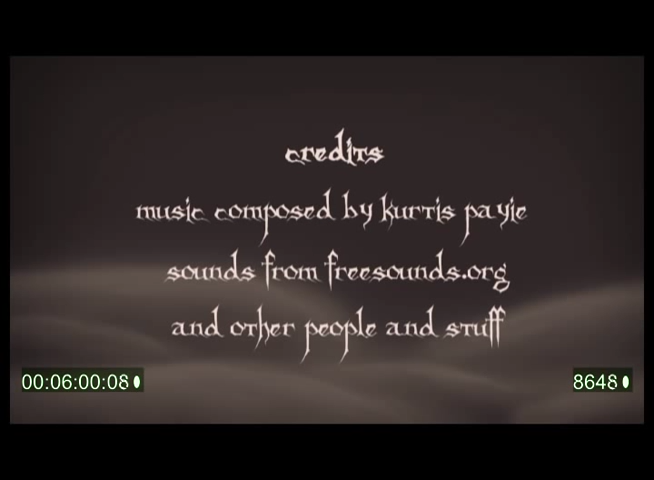 credits
music composed by kurtis payie
sounds from freesounds.org
and other people and stuff
00:06:00:08
8648